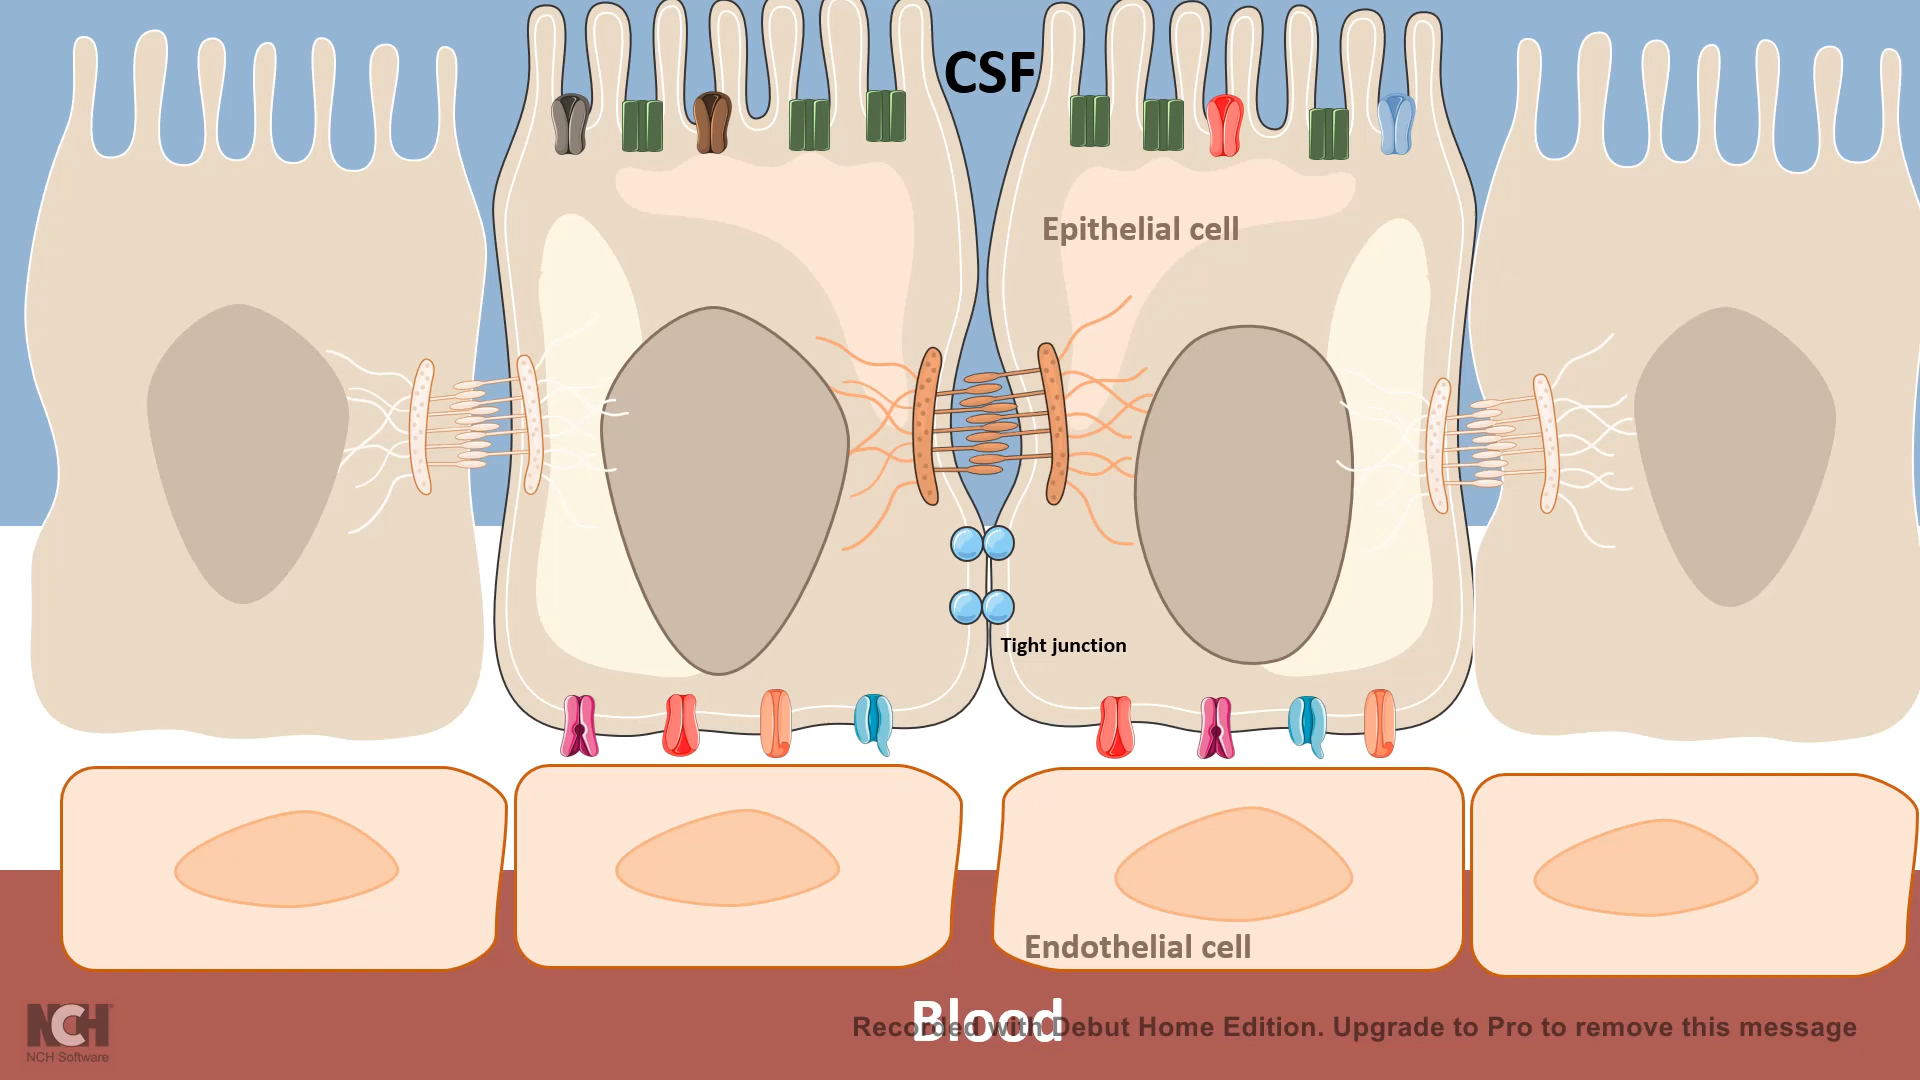 CSF
Epithelial cell
Tight junction
Endothelial cell
Blood
Recorded with Debut Home Edition. Upgrade to Pro to remove this message
NCH
NCH Software